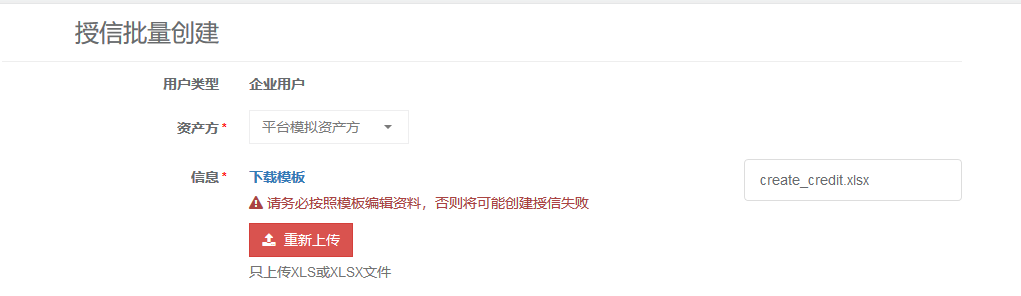 授信批量创建
用户类型 企业用户
资产方* 平台模拟资产方
信息* 下载模板 create_credit.xlsx
请务必按照模板编辑资料，否则将可能创建授信失败
重新上传
只上传XLS或XLSX文件